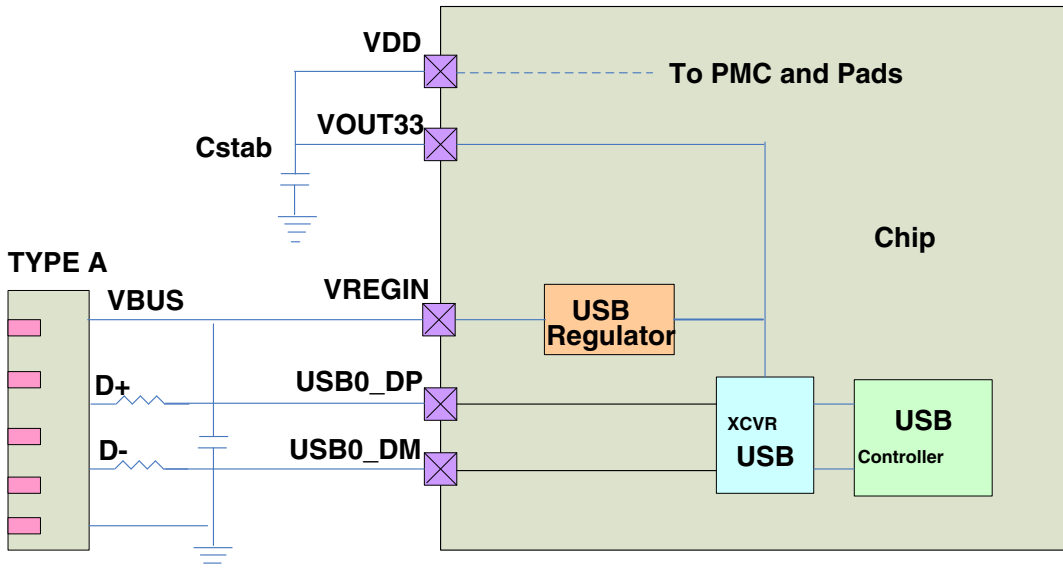 VDD
To PMC and Pads
VOUT33
Cstab
Chip
TYPE A
VBUS
VREGIN
USB
Regulator
D+
USB0_DP
D-
USB0_DM
XCVR
USB
USB
Controller